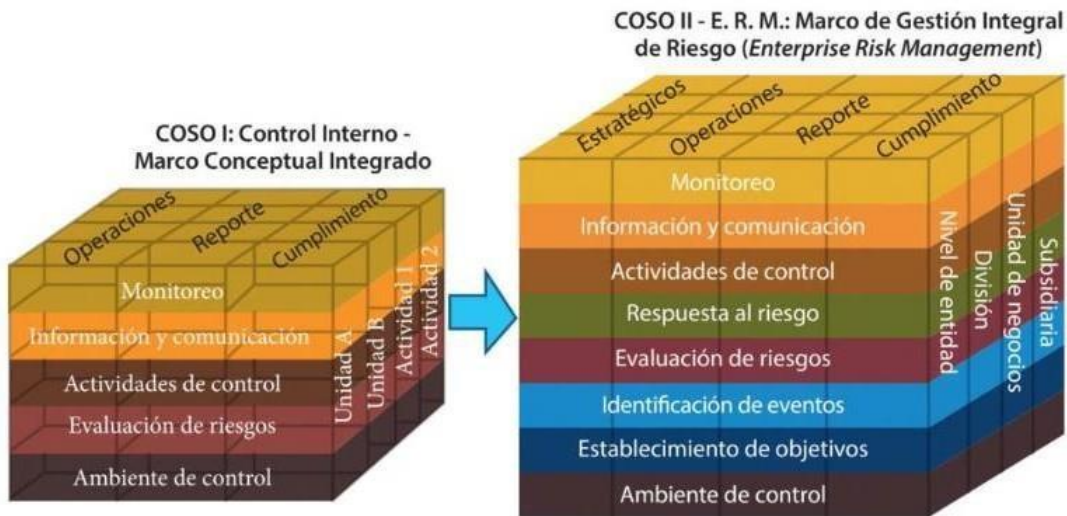 COSO I: Control Interno -
Marco Conceptual Integrado
Operaciones
Reporte
Cumplimiento
Monitoreo
Información y comunicación
Actividades de control
Evaluación de riesgos
Ambiente de control
Unidad A
Unidad B
Actividad 1
Actividad 2
COSO II - E. R. M.: Marco de Gestión Integral
de Riesgo (Enterprise Risk Management)
Estratégicos
Operaciones
Reporte
Cumplimiento
Monitoreo
Información y comunicación
Actividades de control
Respuesta al riesgo
Evaluación de riesgos
Identificación de eventos
Establecimiento de objetivos
Ambiente de control
Nivel de entidad
División
Unidad de negocios
Subsidiaria